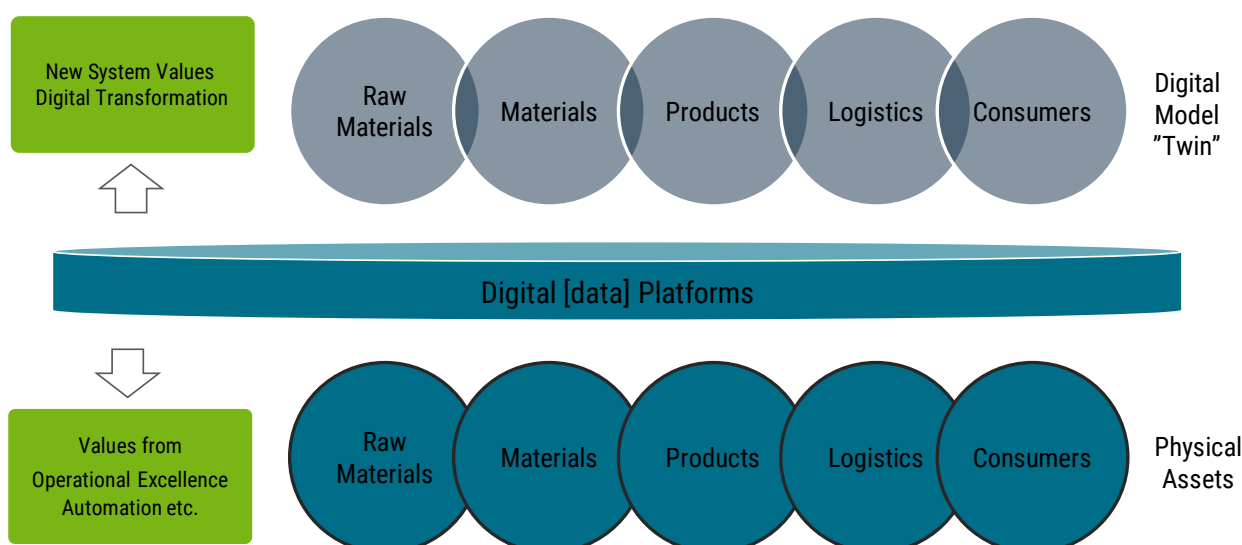 New System Values
Digital Transformation
Raw
Materials
Materials
Products
Logistics
Consumers
Digital
Model
”Twin”
Digital [data] Platforms
Values from
Operational Excellence
Automation etc.
Raw
Materials
Materials
Products
Logistics
Consumers
Physical
Assets